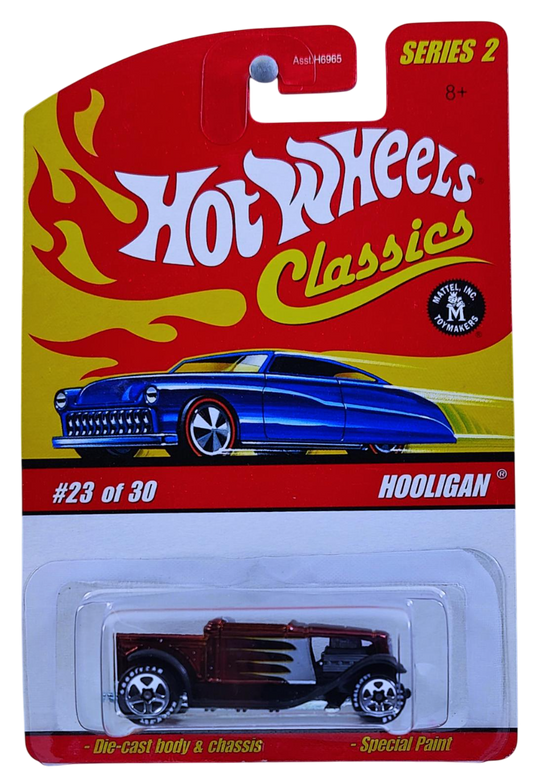 Asst.H6965
SERIES 2
8+
HOT WHEELS®
Classics
MATTEL, INC.
M
TOYMAKERS ®
#23 of 30
HOOLIGAN ®
GOODYEAR
- Die-cast body & chassis
- Special Paint